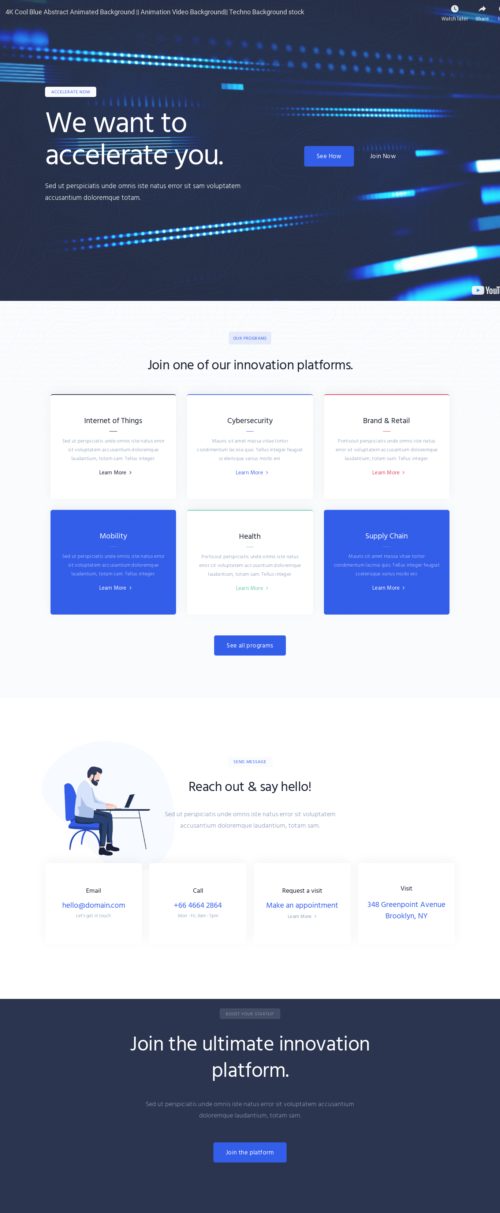 4K Cool Blue Abstract Animated Background || Animation Video Background|| Techno Background stock
Watch later
Share
ACCELERATE NOW
We want to
accelerate you.
See How
Join Now
Sed ut perspiciatis unde omnis iste natus error sit sam voluptatem
accusantium doloremque totam.
YouT
OUR PROGRAMS
Join one of our innovation platforms.
Internet of Things
Sed ut perspiciatis unde omnis iste natus error
sit voluptatem accusantium doloremque
laudantium, totam sam. Tellus integer.
Learn More >
Cybersecurity
Mauris sit amet massa vitae tortor
condimentum lacinia quis. Tellus integer feugiat
scelerisque varius morbi eni
Learn More >
Brand & Retail
Portciout perspiciatis unde omnis iste natus
error sit voluptatem ac accusantium doloremque
laudantium, totam sam. Tellus integer
Learn More >
Mobility
Sed ut perspiciatis unde omnis iste natus error
sit voluptatem accusantium doloremque
laudantium, totam sam. Tellus integer.
Learn More >
Health
Portciout perspiciatis unde omnis iste natus
error sit voluptatem acc accusantium doloremque
laudantium, totam sam. Tellus integer
Learn More >
Supply Chain
Mauris sit amet massa vitae tortor
condimentum lacinia quis. Tellus integer feugiat
scelerisque varius morbi eni
Learn More >
See all programs
SEND MESSAGE
Reach out & say hello!
Sed ut perspiciatis unde omnis iste natus error sit voluptatem
accusantium doloremque laudantium, totam sam.
Email
hello@domain.com
Let's get in touch
Call
+66 4664 2864
Mon - Fri, 8am - 5pm
Request a visit
Make an appointment
Learn More >
Visit
348 Greenpoint Avenue
Brooklyn, NY
BOOST YOUR STARTUP
Join the ultimate innovation
platform.
Sed ut perspiciatis unde omnis iste natus error sit voluptatem accusantium
doloremque laudantium, totam sam.
Join the platform